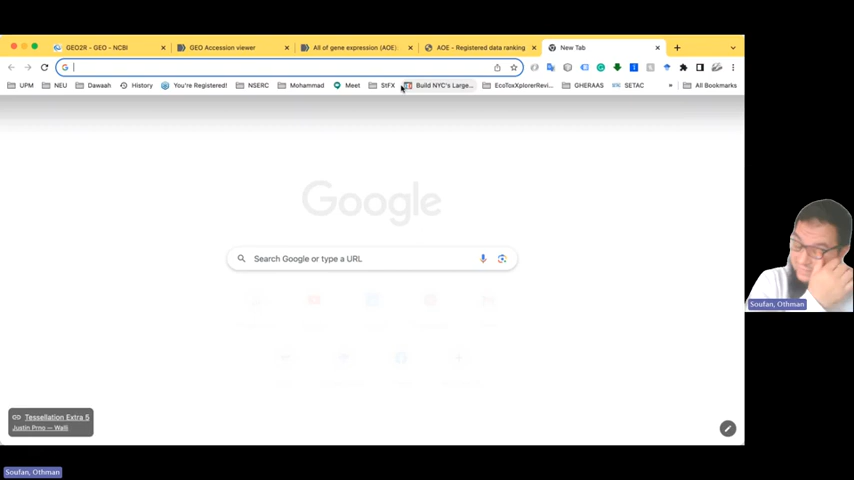 GEO2R - GEO - NCBI
GEO Accession viewer
All of gene expression (AOE):
AOE - Registered data ranking
New Tab
UPM
NEU
Dawaah
History
You're Registered!
NSERC
Mohammad
Meet
StFX
Build NYC's Large...
EcoToxXplorerRevi...
GHERAAS
SETAC
»
All Bookmarks
Google
Search Google or type a URL
Tessellation Extra 5
Justin Prno — Walli
Soufan, Othman
Soufan, Othman